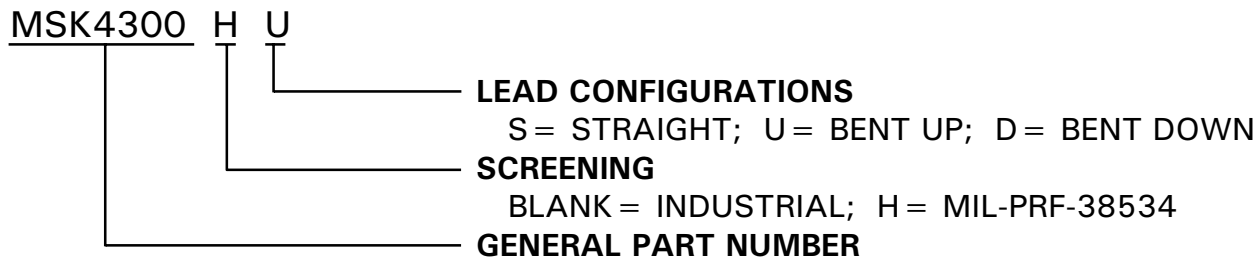 MSK4300 H U
LEAD CONFIGURATIONS
S= STRAIGHT; U= BENT UP; D= BENT DOWN
SCREENING
BLANK= INDUSTRIAL; H= MIL-PRF-38534
GENERAL PART NUMBER